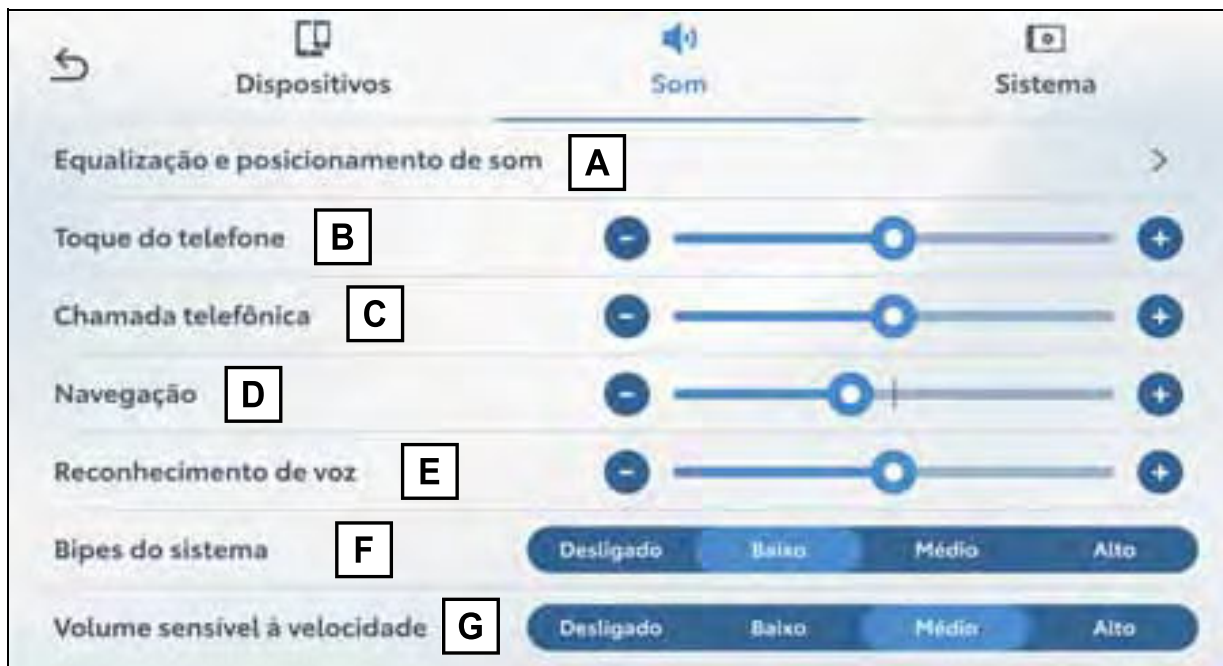 Dispositivos Som Sistema
Equalização e posicionamento de som A
Toque do telefone B
Chamada telefônica C
Navegação D
Reconhecimento de voz E
Bipes do sistema F Desligado Baixo Médio Alto
Volume sensível à velocidade G Desligado Baixo Médio Alto